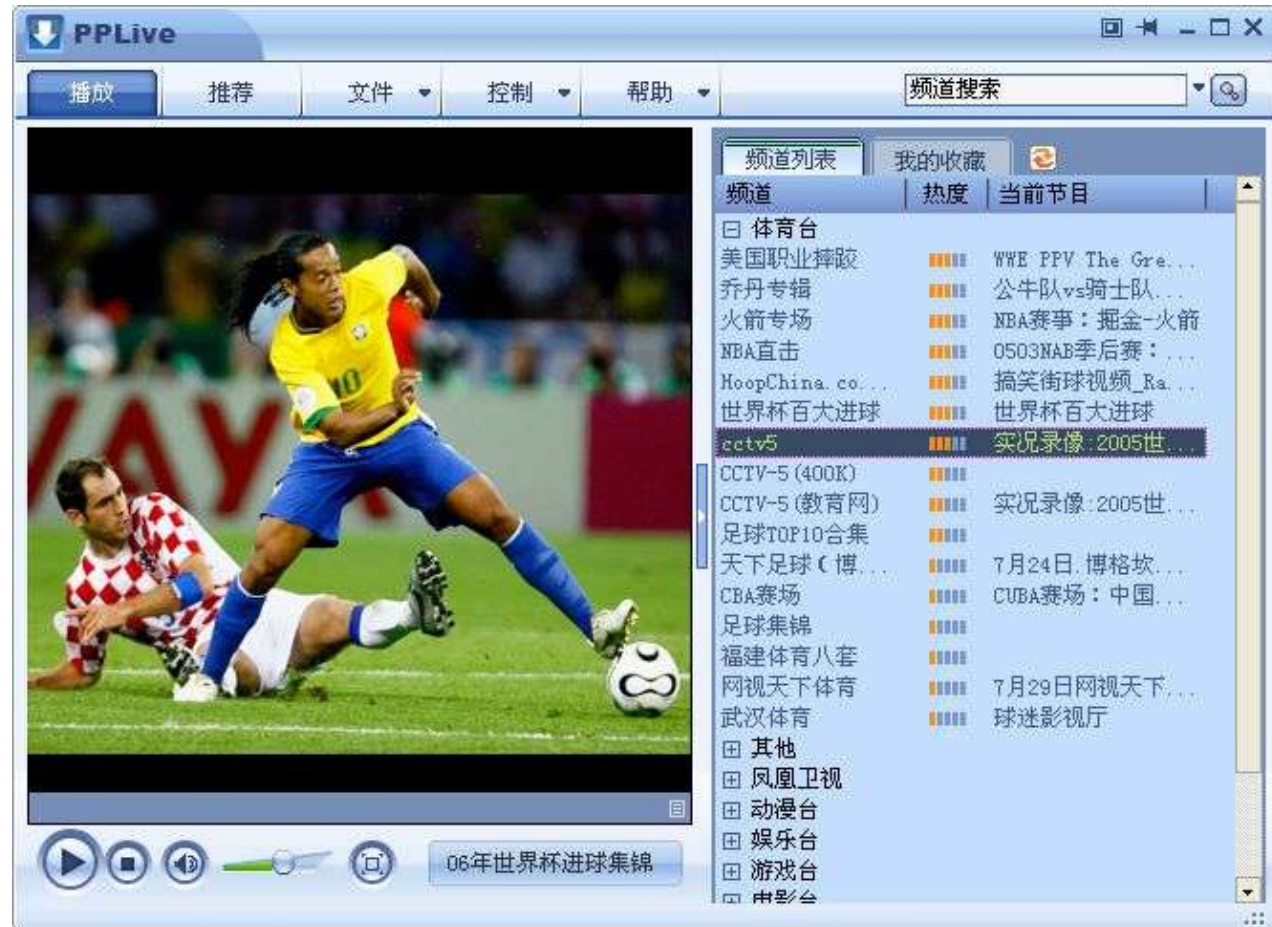 PPLive
播放 推荐 文件 控制 帮助 频道搜索
频道列表 我的收藏
频道 热度 当前节目
体育台
美国职业摔跤 WWE PPV The Gre...
乔丹专辑 公牛队vs骑士队...
火箭专场 NBA赛事：掘金-火箭
NBA直击 0503NAB季后赛：...
HoopChina.co... 搞笑街球视频_Ra...
世界杯百大进球 世界杯百大进球
cctv5 实况录像:2005世...
CCTV-5(400K)
CCTV-5(教育网) 实况录像:2005世...
足球TOP10合集
天下足球(博... 7月24日.博格坎...
CBA赛场 CUBA赛场：中国...
足球集锦
福建体育八套
网视天下体育 7月29日网视天下...
武汉体育 球迷影视厅
其他
凤凰卫视
动漫台
娱乐台
游戏台
电影台
VAY
10
06年世界杯进球集锦